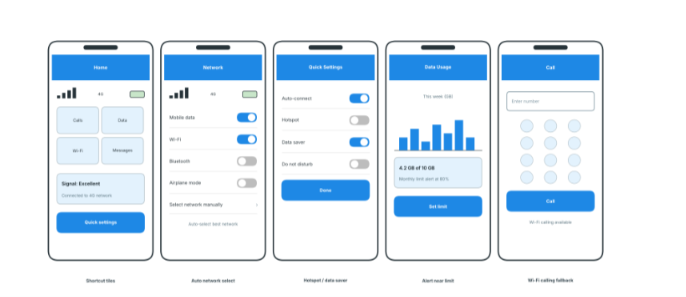 Home
4G
Calls
Data
Wi-Fi
Messages
Signal: Excellent
Connected to 4G network
Quick settings
Shortcut tiles
Network
4G
Mobile data
Wi-Fi
Bluetooth
Airplane mode
Select network manually ›
Auto-select best network
Auto network select
Quick Settings
Auto-connect
Hotspot
Data saver
Do not disturb
Done
Hotspot / data saver
Data Usage
This week (GB)
4.2 GB of 10 GB
Monthly limit alert at 80%
Set limit
Alert near limit
Call
Enter number
Call
Wi-Fi calling available
Wi-Fi calling fallback